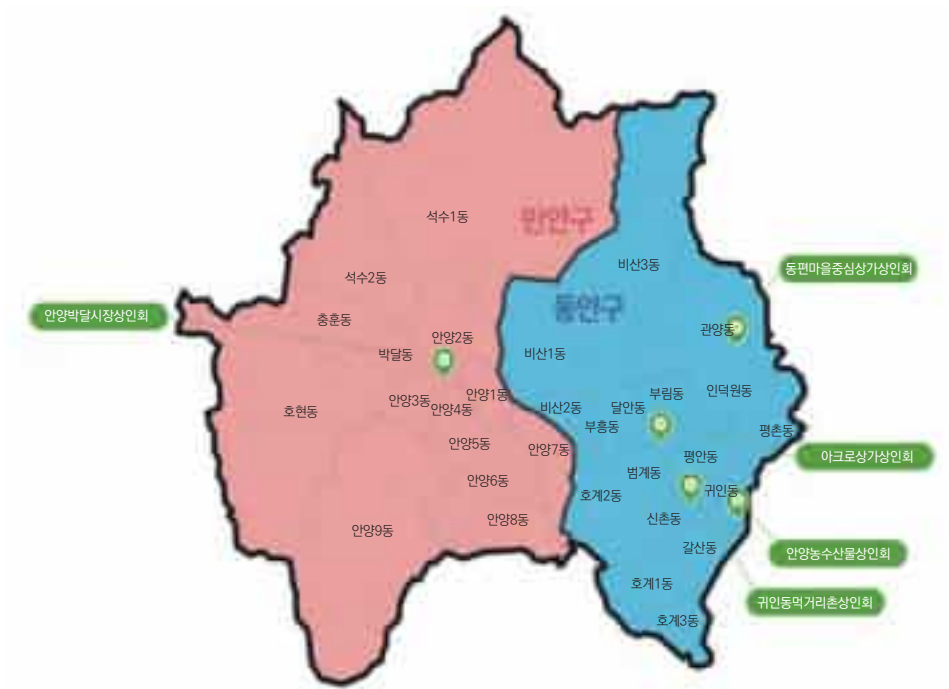 석수1동
만안구
비산3동
동편마을중심상가상인회
석수2동
동안구
안양박달시장상인회
충훈동
관양동
안양2동
박달동
비산1동
인덕원동
부림동
안양1동
안양3동
안양4동
호현동
비산2동
달안동
부흥동
평촌동
안양5동
안양7동
평안동
아크로상가상인회
범계동
안양6동
귀인동
호계2동
안양8동
신촌동
안양9동
갈산동
안양농수산물상인회
호계1동
귀인동먹거리촌상인회
호계3동